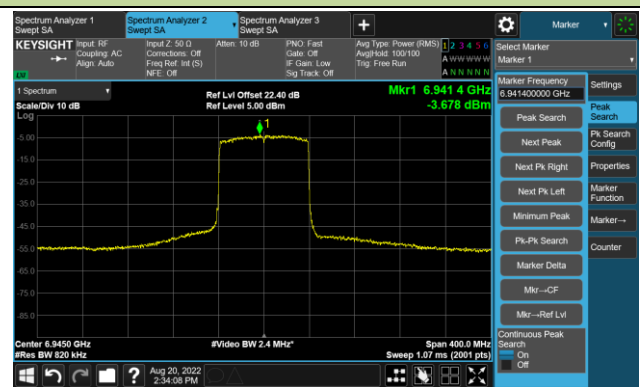 Spectrum Analyzer 1
Swept SA
Spectrum Analyzer 2
Swept SA
Spectrum Analyzer 3
Swept SA
+
Marker
KEYSIGHT
Input: RF
Coupling: AC
Align: Auto
Input Z: 50 Ω
Corrections: Off
Freq Ref: Int (S)
NFE: Off
Atten: 10 dB
PNO: Fast
Gate: Off
IF Gain: Low
Sig Track: Off
Avg Type: Power (RMS)
Avg|Hold: 100/100
Trig: Free Run
1 2 3 4 5 6
A W W W W W
A N N N N N
LXI
Select Marker
Marker 1
1 Spectrum
Scale/Div 10 dB
Log
Ref Lvl Offset 22.40 dB
Ref Level 5.00 dBm
Mkr1 6.941 4 GHz
-3.678 dBm
1
-5.00
-15.0
-25.0
-35.0
-45.0
-55.0
-65.0
-75.0
-85.0
Center 6.9450 GHz
#Res BW 820 kHz
#Video BW 2.4 MHz*
Span 400.0 MHz
Sweep 1.07 ms (2001 pts)
Marker Frequency
6.941400000 GHz
Peak Search
Next Peak
Next Pk Right
Next Pk Left
Minimum Peak
Pk-Pk Search
Marker Delta
Mkr→CF
Mkr→Ref Lvl
Continuous Peak
Search
On
Off
Settings
Peak
Search
Pk Search
Config
Properties
Marker
Function
Marker→
Counter
?
Aug 20, 2022
2:34:08 PM